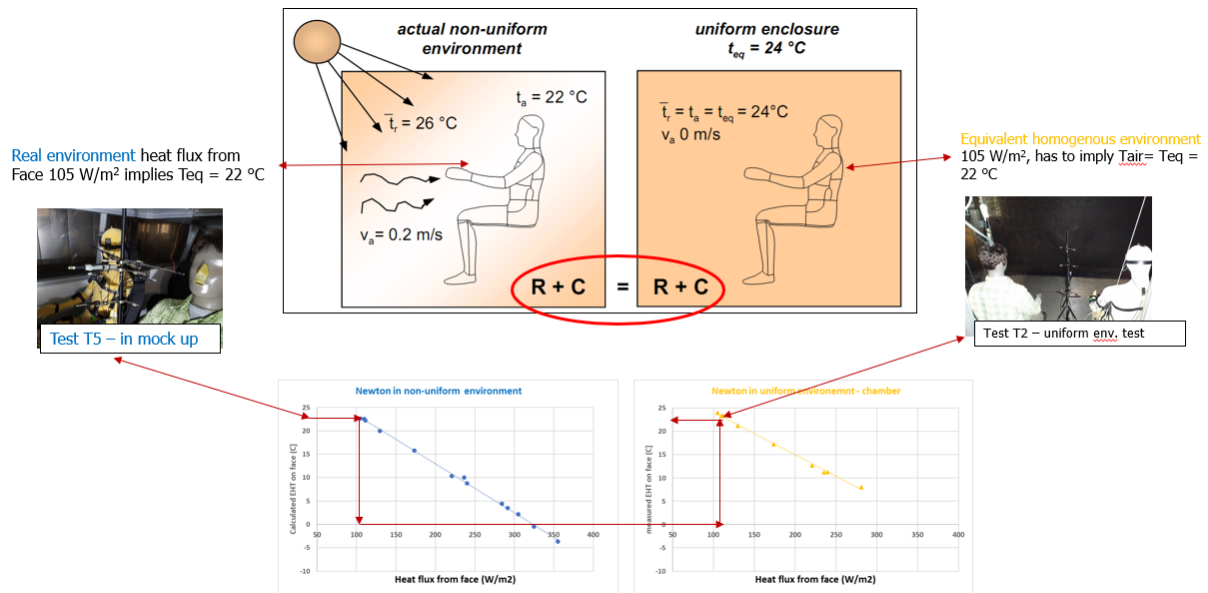 actual non-uniform
environment
uniform enclosure
teq = 24 °C
ta = 22 °C
t̅r = 26 °C
va= 0.2 m/s
t̅r = ta = teq = 24°C
va 0 m/s
R + C = R + C
Real environment heat flux from
Face 105 W/m² implies Teq = 22 °C
Equivalent homogenous environment
105 W/m², has to imply Tair= Teq =
22 °C
Test T5 – in mock up
Test T2 – uniform env. test
Newton in non-uniform environment
Calculated EHT on face [C]
25
20
15
10
5
0
-5
-10
50 100 150 200 250 300 350 400
Heat flux from face (W/m2)
Newton in uniform environemnt - chamber
measured EHT on face [C]
25
20
15
10
5
0
-5
-10
50 100 150 200 250 300 350 400
Heat flux from face (W/m2)